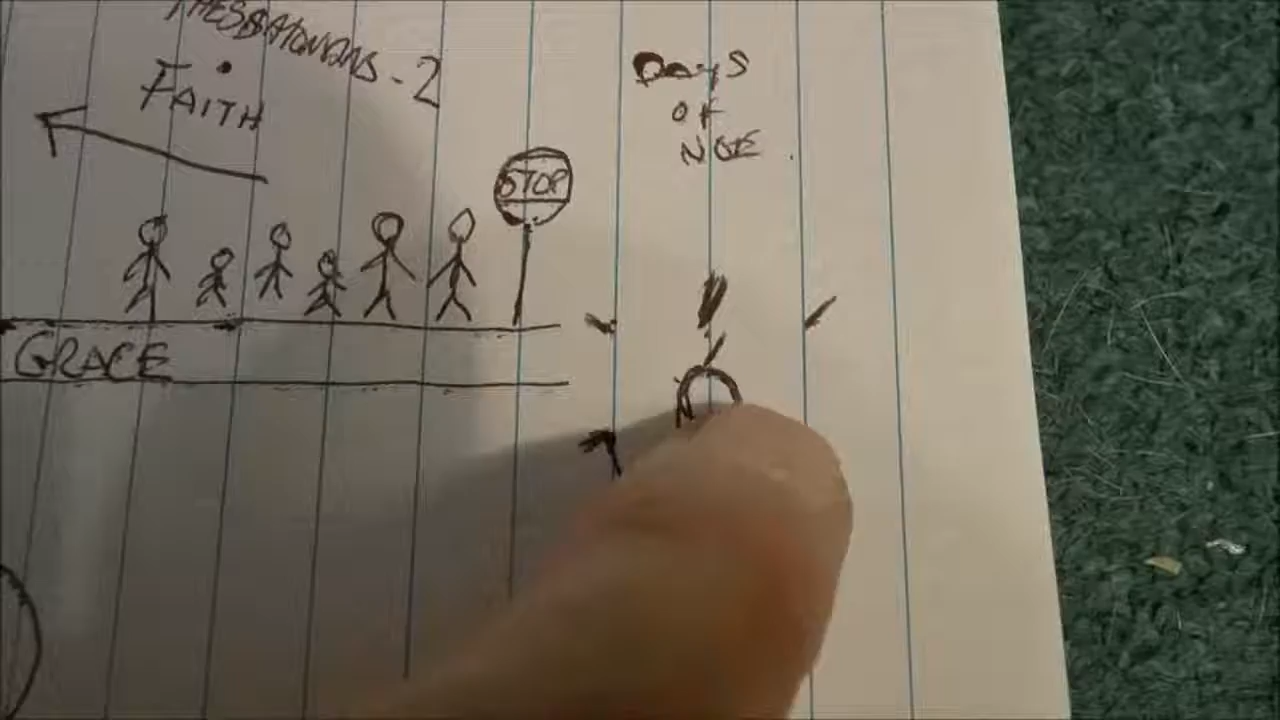 THESSALONIANS - 2
FAITH
Days
of
NOE.
STOP
GRACE